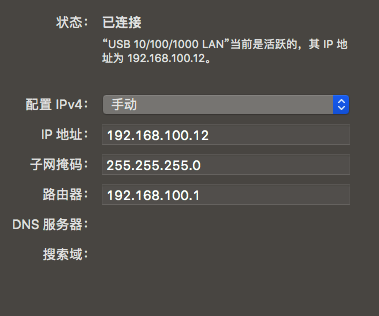 状态： 已连接
“USB 10/100/1000 LAN”当前是活跃的，其 IP 地
址为 192.168.100.12。
配置 IPv4： 手动
IP 地址： 192.168.100.12
子网掩码： 255.255.255.0
路由器： 192.168.100.1
DNS 服务器：
搜索域：